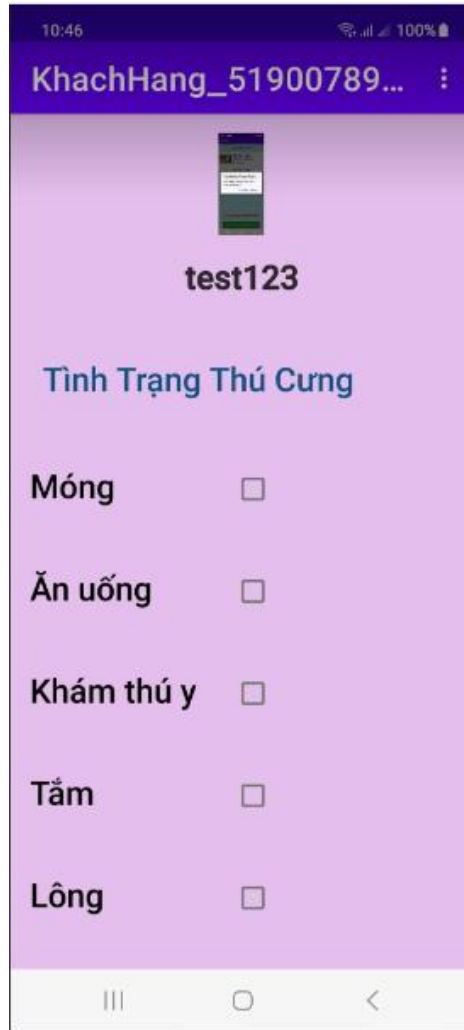 10:46 100%
KhachHang_51900789...
test123
Tình Trạng Thú Cưng
Móng
Ăn uống
Khám thú y
Tắm
Lông